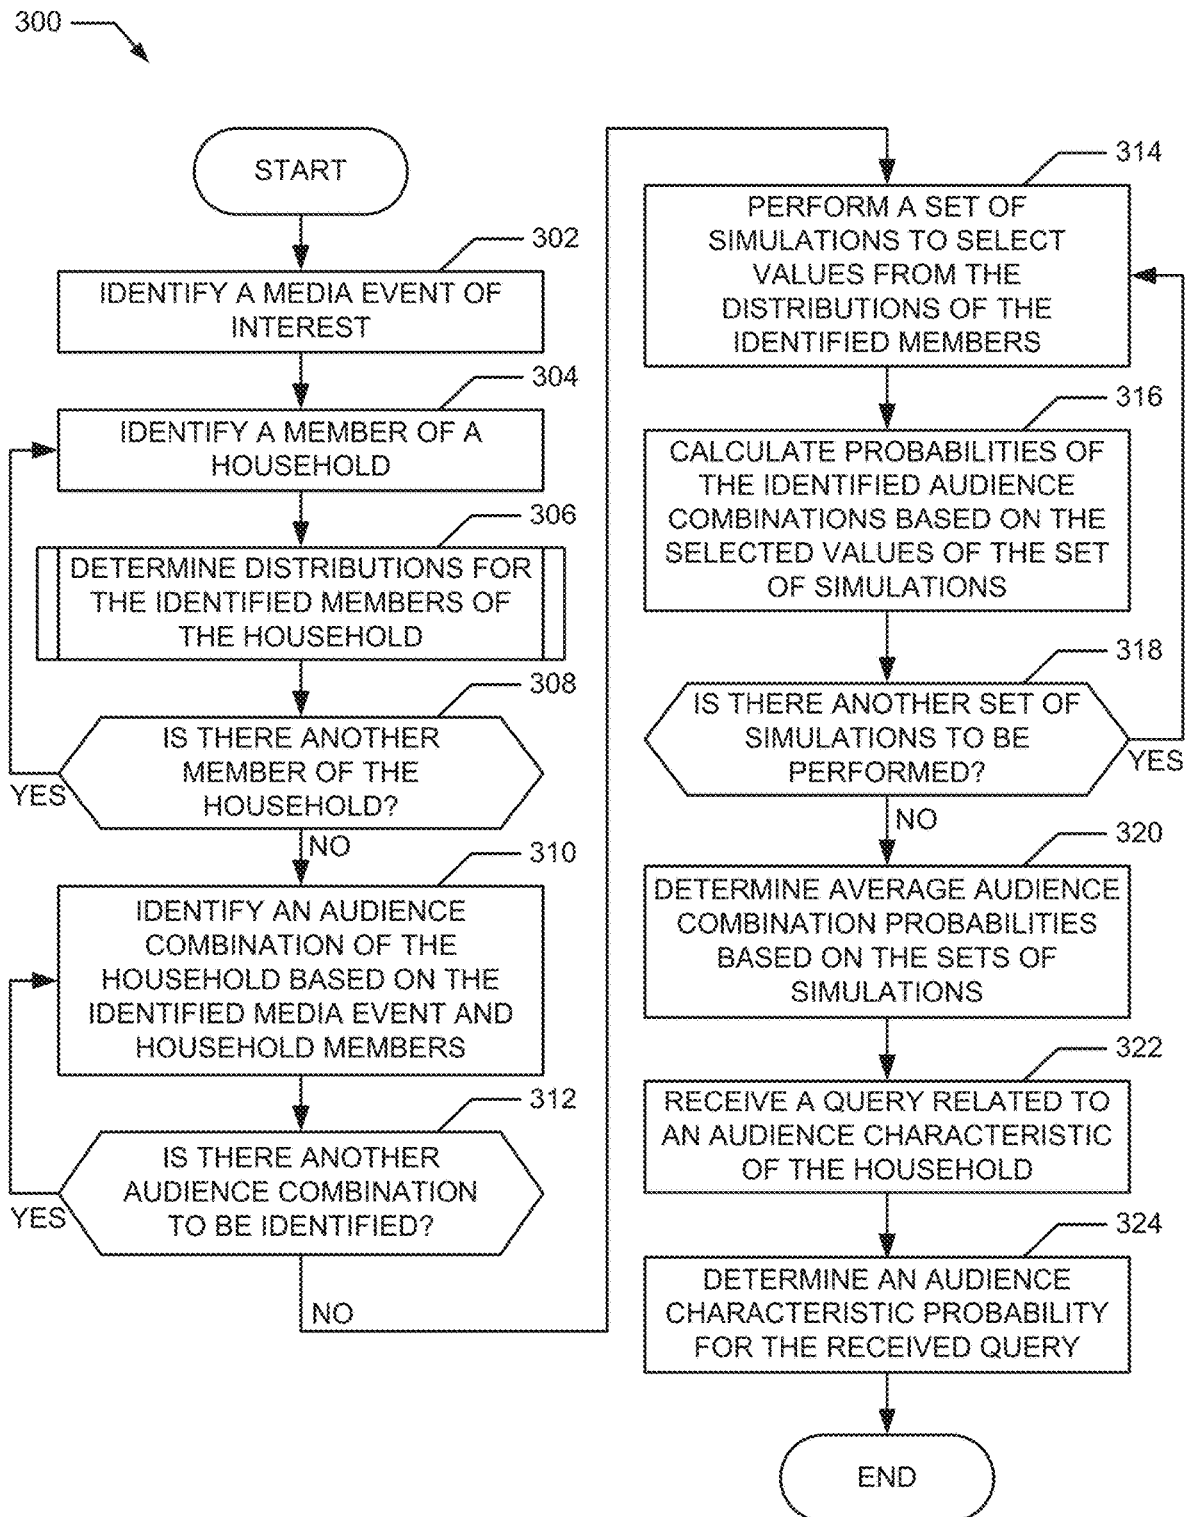 300
START
302
IDENTIFY A MEDIA EVENT OF
INTEREST
304
IDENTIFY A MEMBER OF A
HOUSEHOLD
306
DETERMINE DISTRIBUTIONS FOR
THE IDENTIFIED MEMBERS OF
THE HOUSEHOLD
308
IS THERE ANOTHER
MEMBER OF THE
HOUSEHOLD?
YES
NO
310
IDENTIFY AN AUDIENCE
COMBINATION OF THE
HOUSEHOLD BASED ON THE
IDENTIFIED MEDIA EVENT AND
HOUSEHOLD MEMBERS
312
IS THERE ANOTHER
AUDIENCE COMBINATION
TO BE IDENTIFIED?
YES
NO
314
PERFORM A SET OF
SIMULATIONS TO SELECT
VALUES FROM THE
DISTRIBUTIONS OF THE
IDENTIFIED MEMBERS
316
CALCULATE PROBABILITIES OF
THE IDENTIFIED AUDIENCE
COMBINATIONS BASED ON THE
SELECTED VALUES OF THE SET
OF SIMULATIONS
318
IS THERE ANOTHER SET OF
SIMULATIONS TO BE
PERFORMED?
YES
NO
320
DETERMINE AVERAGE AUDIENCE
COMBINATION PROBABILITIES
BASED ON THE SETS OF
SIMULATIONS
322
RECEIVE A QUERY RELATED TO
AN AUDIENCE CHARACTERISTIC
OF THE HOUSEHOLD
324
DETERMINE AN AUDIENCE
CHARACTERISTIC PROBABILITY
FOR THE RECEIVED QUERY
END